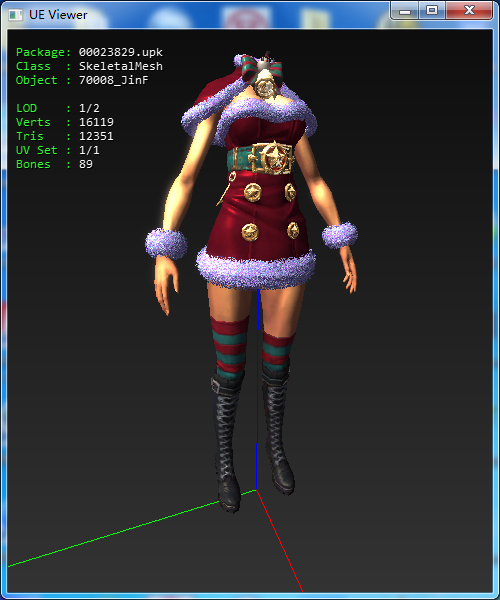 UE Viewer
Package: 00023829.upk
Class : SkeletalMesh
Object : 70008_JinF
LOD : 1/2
Verts : 16119
Tris : 12351
UV Set : 1/1
Bones : 89